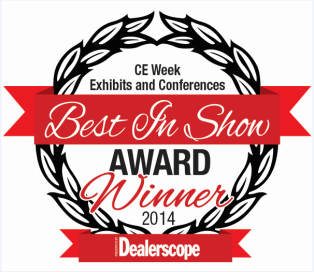 CE Week
Exhibits and Conferences
Best In Show
AWARD
Winner
2014
Dealerscope